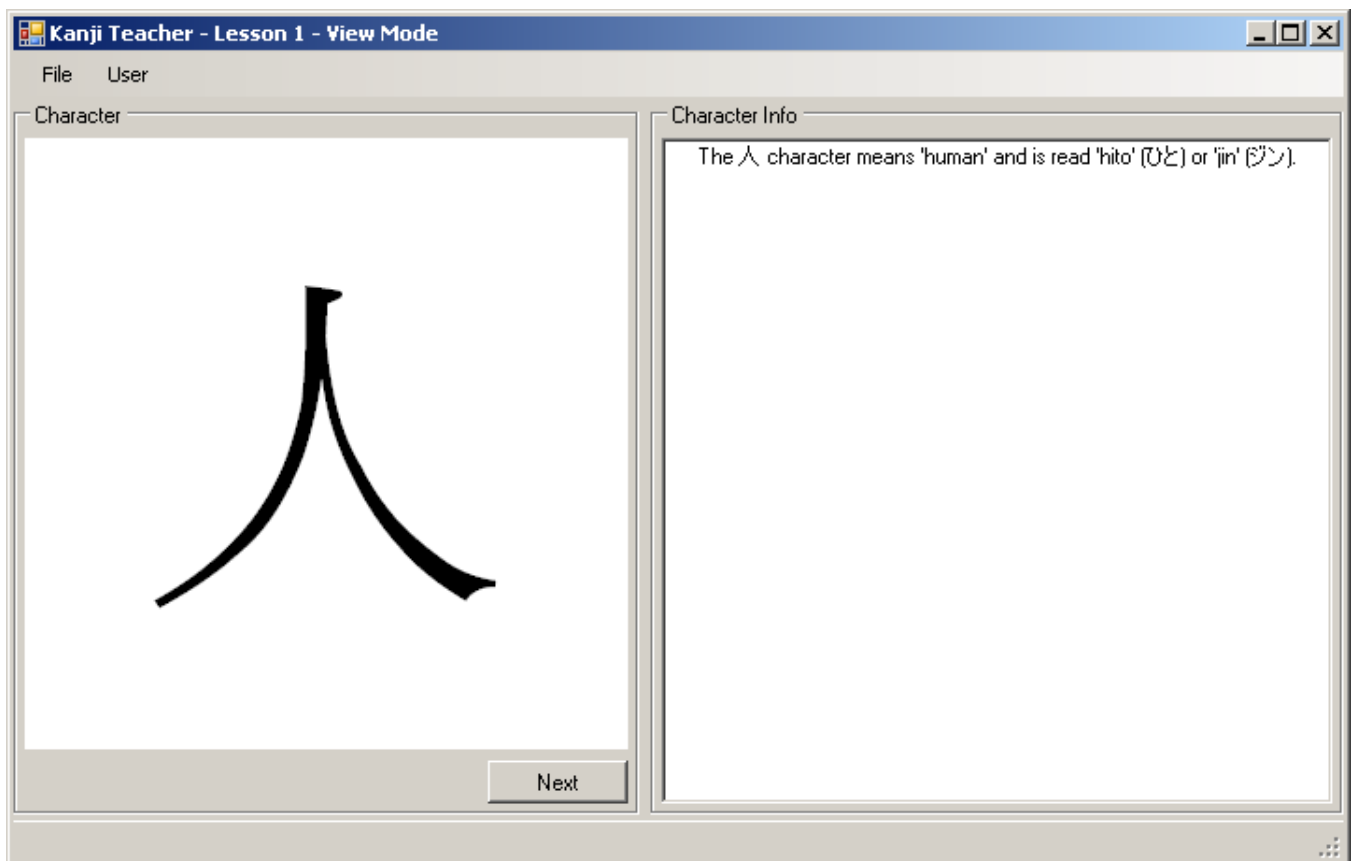 Kanji Teacher - Lesson 1 - View Mode
File User
Character
人
Next
Character Info
The 人 character means 'human' and is read 'hito' (ひと) or 'jin' (ジン).